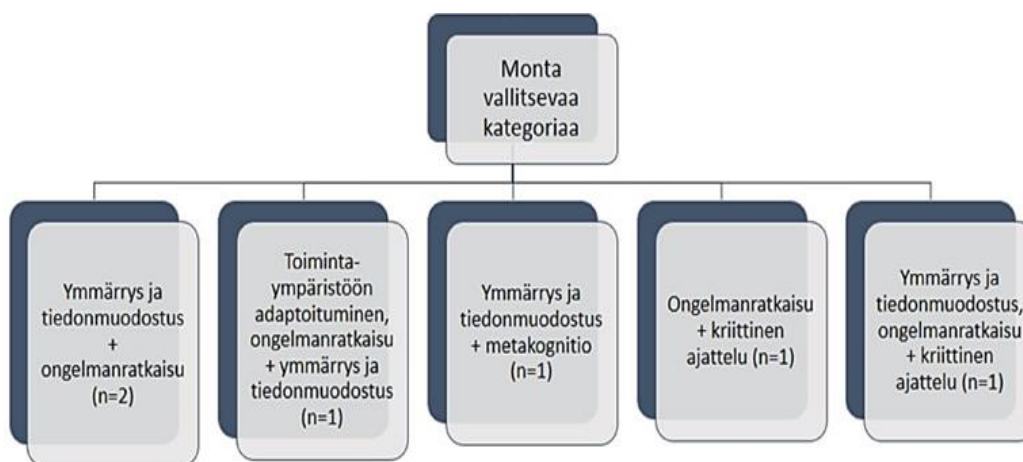 Monta
vallitsevaa
kategoriaa
Ymmärrys ja
tiedonmuodostus
+
ongelmanratkaisu
(n=2)
Toiminta-
ympäristöön
adaptoituminen,
ongelmanratkaisu
+ ymmärrys ja
tiedonmuodostus
(n=1)
Ymmärrys ja
tiedonmuodostus
+ metakognitio
(n=1)
Ongelmanratkaisu
+ kriittinen
ajattelu (n=1)
Ymmärrys ja
tiedonmuodostus,
ongelmanratkaisu
+ kriittinen
ajattelu (n=1)